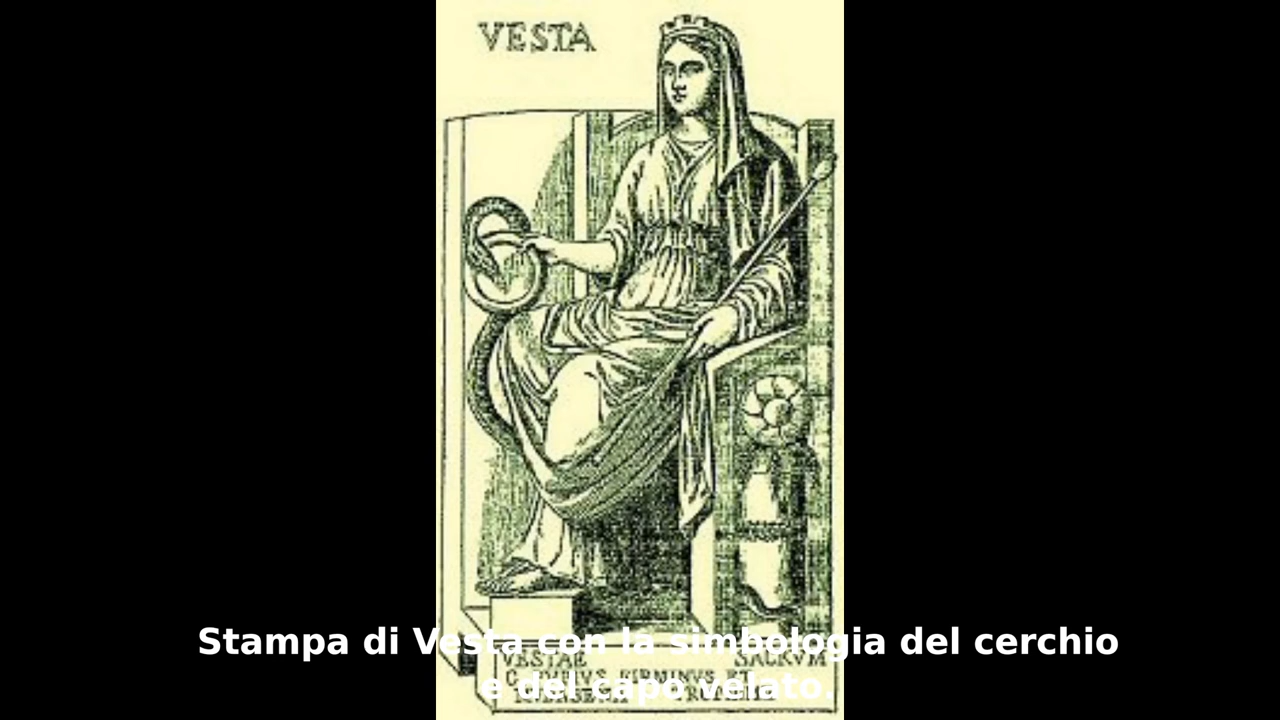 VESTA
Stampa di Vesta con la simbologia del cerchio
VESTAE SACRVM
e del capo velato.